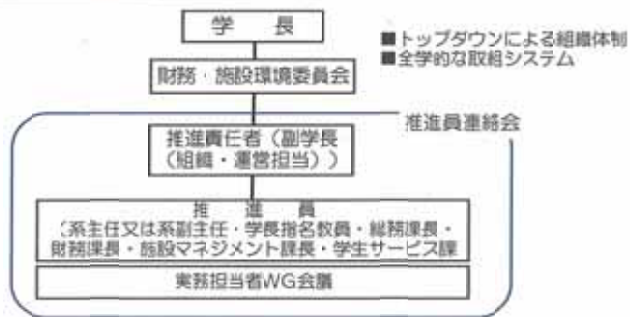 学　長
■トップダウンによる組織体制
■全学的な取組システム
財務・施設環境委員会
推進員連絡会
推進責任者（副学長
（組織・運営担当））
推　進　員
（系主任又は系副主任・学長指名教員・総務課長・
財務課長・施設マネジメント課長・学生サービス課
実務担当者WG会議